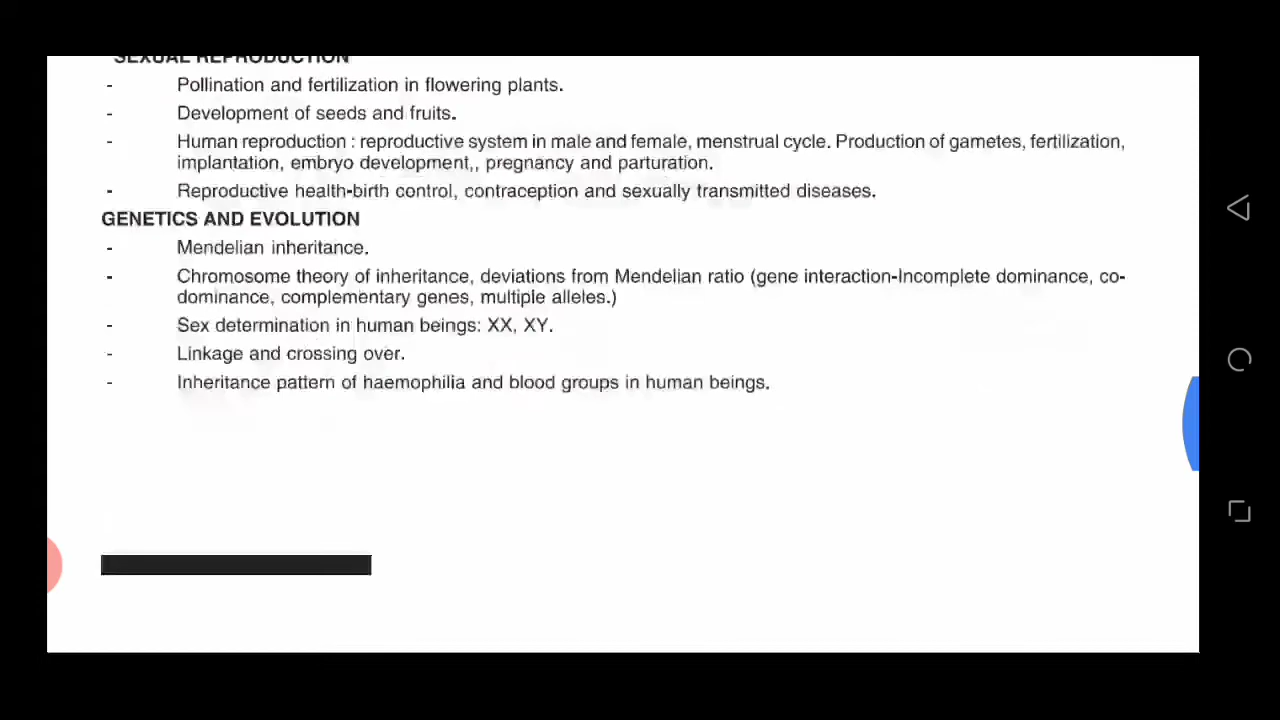 SEXUAL REPRODUCTION
- Pollination and fertilization in flowering plants.
- Development of seeds and fruits.
- Human reproduction : reproductive system in male and female, menstrual cycle. Production of gametes, fertilization,
implantation, embryo development,, pregnancy and parturation.
- Reproductive health-birth control, contraception and sexually transmitted diseases.
GENETICS AND EVOLUTION
- Mendelian inheritance.
- Chromosome theory of inheritance, deviations from Mendelian ratio (gene interaction-Incomplete dominance, co-
dominance, complementary genes, multiple alleles.)
- Sex determination in human beings: XX, XY.
- Linkage and crossing over.
- Inheritance pattern of haemophilia and blood groups in human beings.